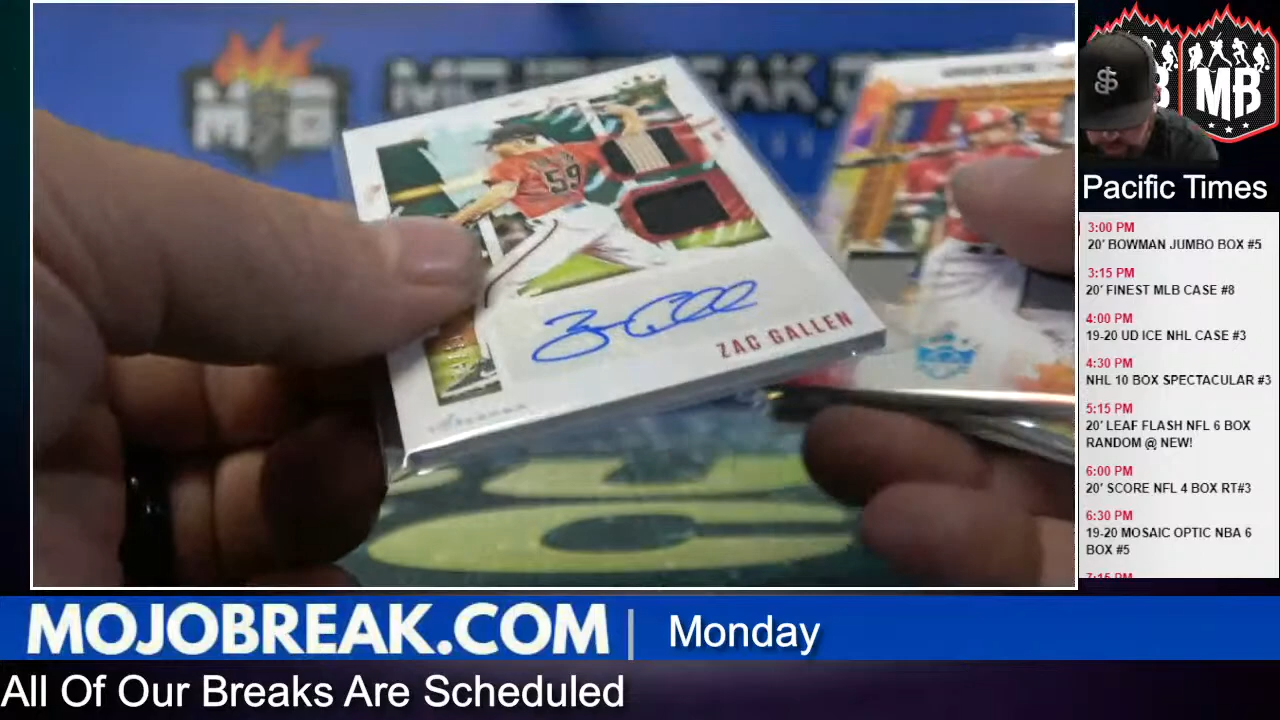 MB
Pacific Times
3:00 PM
20' BOWMAN JUMBO BOX #5
3:15 PM
20' FINEST MLB CASE #8
4:00 PM
19-20 UD ICE NHL CASE #3
4:30 PM
NHL 10 BOX SPECTACULAR #3
5:15 PM
20' LEAF FLASH NFL 6 BOX
RANDOM @ NEW!
6:00 PM
20' SCORE NFL 4 BOX RT#3
6:30 PM
19-20 MOSAIC OPTIC NBA 6
BOX #5
7:15 PM
59
ZAC GALLEN
MOJOBREAK.COM
Monday
All Of Our Breaks Are Scheduled